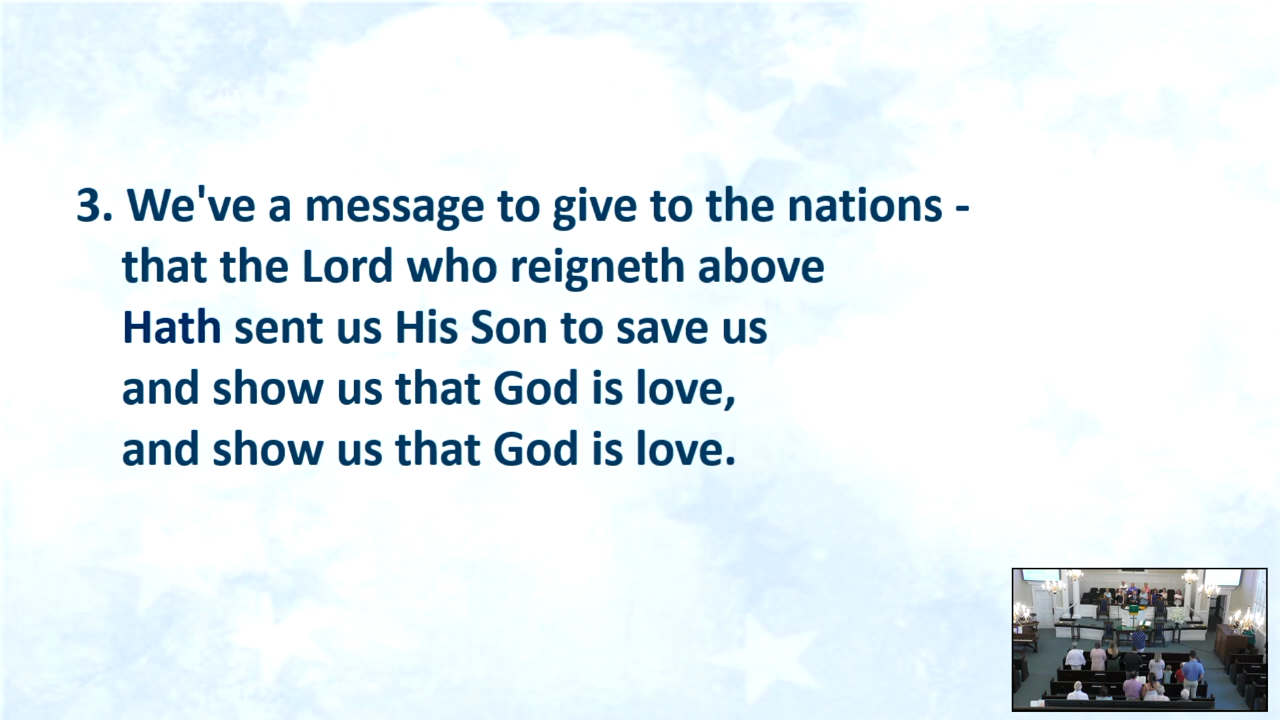 3. We've a message to give to the nations -
that the Lord who reigneth above
Hath sent us His Son to save us
and show us that God is love,
and show us that God is love.